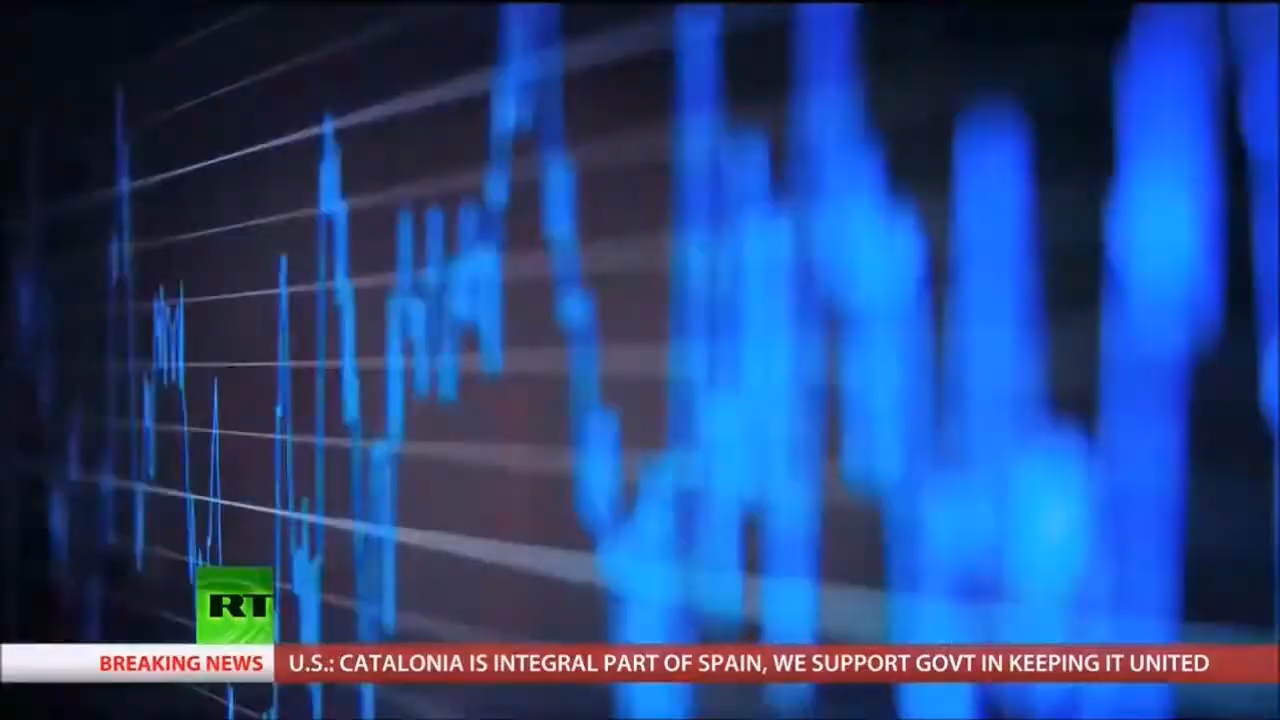 RT
BREAKING NEWS
U.S.: CATALONIA IS INTEGRAL PART OF SPAIN, WE SUPPORT GOVT IN KEEPING IT UNITED